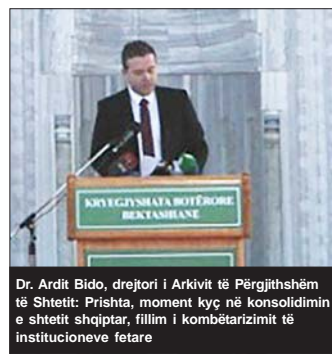 KRYEGJYSHATA BOTËRORE
BEKTASHIANE
Dr. Ardit Bido, drejtori i Arkivit të Përgjithshëm
të Shtetit: Prishta, moment kyç në konsolidimin
e shtetit shqiptar, fillim i kombëtarizimit të
institucioneve fetare